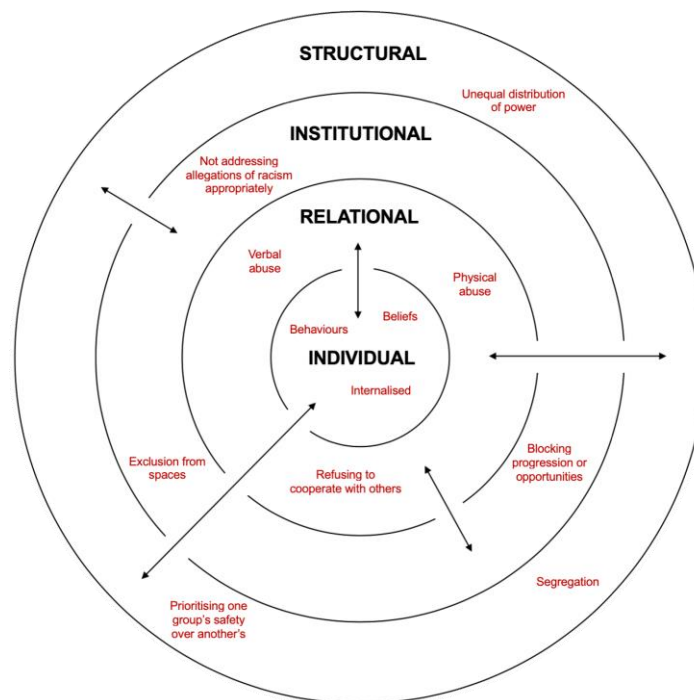 STRUCTURAL
Unequal distribution
of power
INSTITUTIONAL
Not addressing
allegations of racism
appropriately
RELATIONAL
Verbal
abuse
Physical
abuse
Beliefs
Behaviours
INDIVIDUAL
Internalised
Exclusion from
spaces
Refusing to
cooperate with others
Blocking
progression or
opportunities
Segregation
Prioritising one
group's safety
over another's